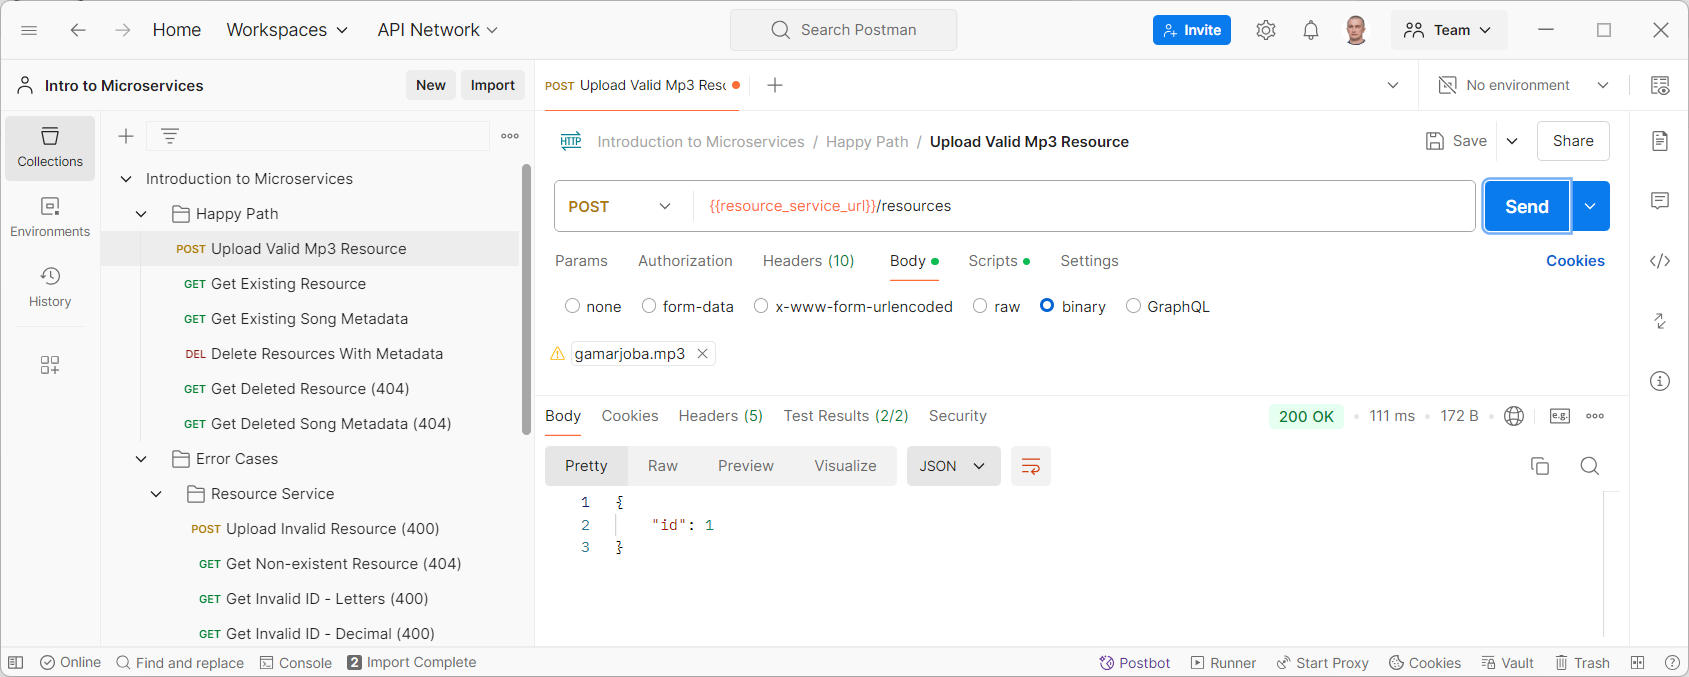 Home Workspaces API Network Search Postman Invite Team
Intro to Microservices New Import POST Upload Valid Mp3 Resc No environment
Collections
Environments
History
Introduction to Microservices
Happy Path
POST Upload Valid Mp3 Resource
GET Get Existing Resource
GET Get Existing Song Metadata
DEL Delete Resources With Metadata
GET Get Deleted Resource (404)
GET Get Deleted Song Metadata (404)
Error Cases
Resource Service
POST Upload Invalid Resource (400)
GET Get Non-existent Resource (404)
GET Get Invalid ID - Letters (400)
GET Get Invalid ID - Decimal (400)
HTTP Introduction to Microservices / Happy Path / Upload Valid Mp3 Resource Save Share
POST {{resource_service_url}}/resources Send
Params Authorization Headers (10) Body Scripts Settings Cookies
none form-data x-www-form-urlencoded raw binary GraphQL
gamarjoba.mp3
Body Cookies Headers (5) Test Results (2/2) Security 200 OK 111 ms 172 B e.g.
Pretty Raw Preview Visualize JSON
1 {
2 "id": 1
3 }
Online Find and replace Console 2 Import Complete Postbot Runner Start Proxy Cookies Vault Trash